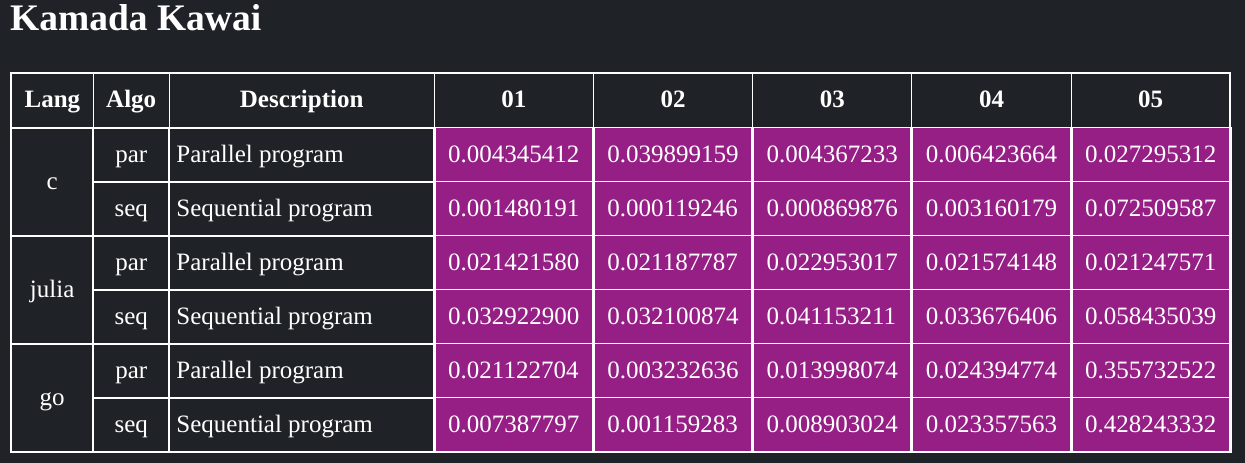 Kamada Kawai
Lang Algo Description 01 02 03 04 05
c
par Parallel program 0.004345412 0.039899159 0.004367233 0.006423664 0.027295312
seq Sequential program 0.001480191 0.000119246 0.000869876 0.003160179 0.072509587
julia
par Parallel program 0.021421580 0.021187787 0.022953017 0.021574148 0.021247571
seq Sequential program 0.032922900 0.032100874 0.041153211 0.033676406 0.058435039
go
par Parallel program 0.021122704 0.003232636 0.013998074 0.024394774 0.355732522
seq Sequential program 0.007387797 0.001159283 0.008903024 0.023357563 0.428243332